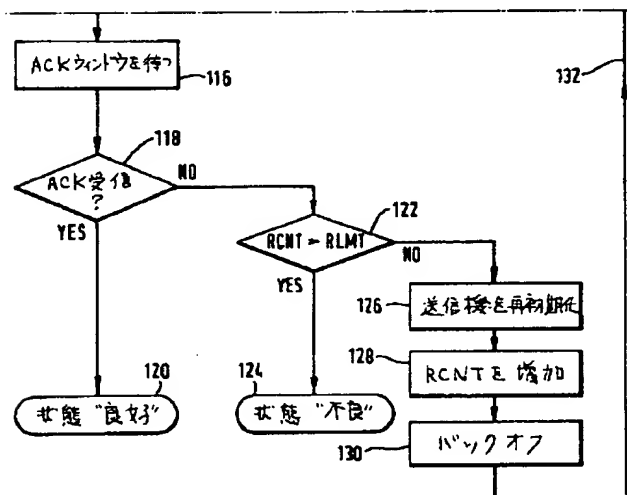 ACKウィンドウを待つ
116
132
118
ACK受信
?
NO
YES
122
RCNT = RLMT
NO
YES
126
送信機を再初期化
128
RCNTを増加
120
状態“良好”
124
状態“不良”
130
バックオフ